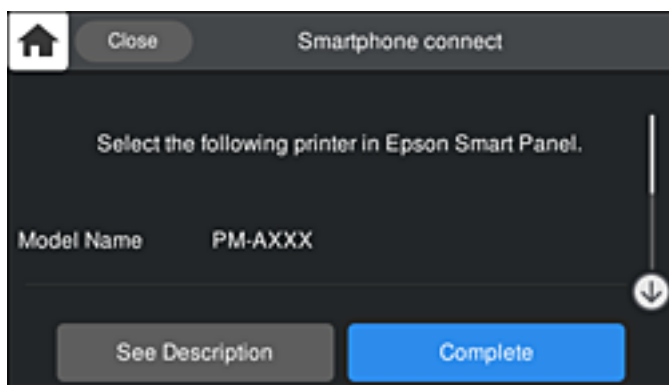 Close
Smartphone connect
Select the following printer in Epson Smart Panel.
Model Name PM-AXXX
See Description
Complete